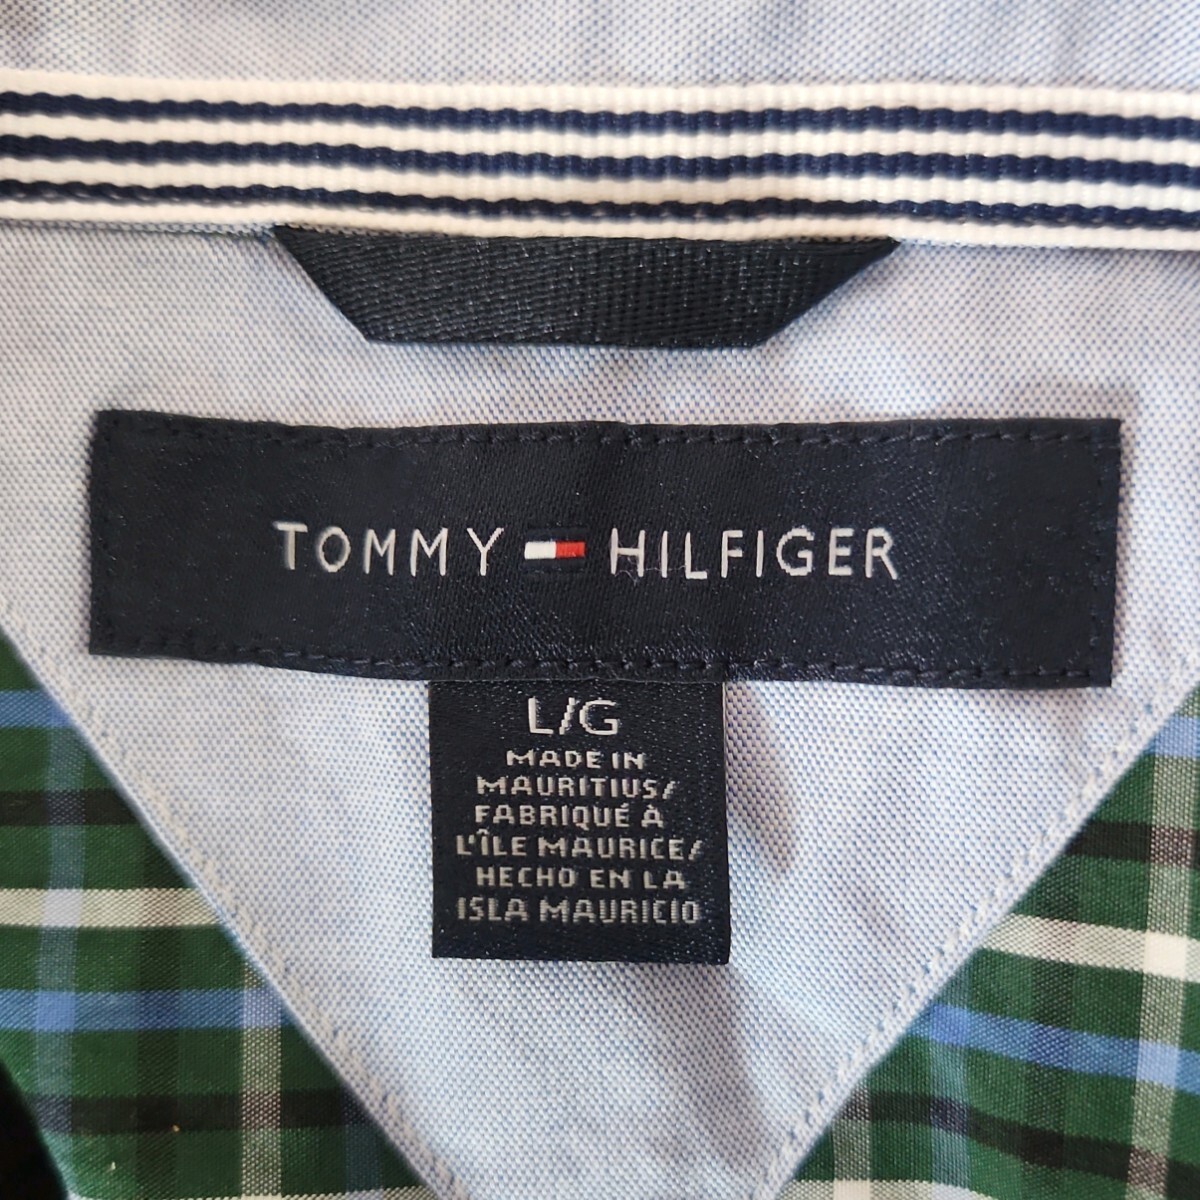 TOMMY HILFIGER
L/G
MADE IN
MAURITIUS/
FABRIQUÉ À
L'ÎLE MAURICE/
HECHO EN LA
ISLA MAURICIO